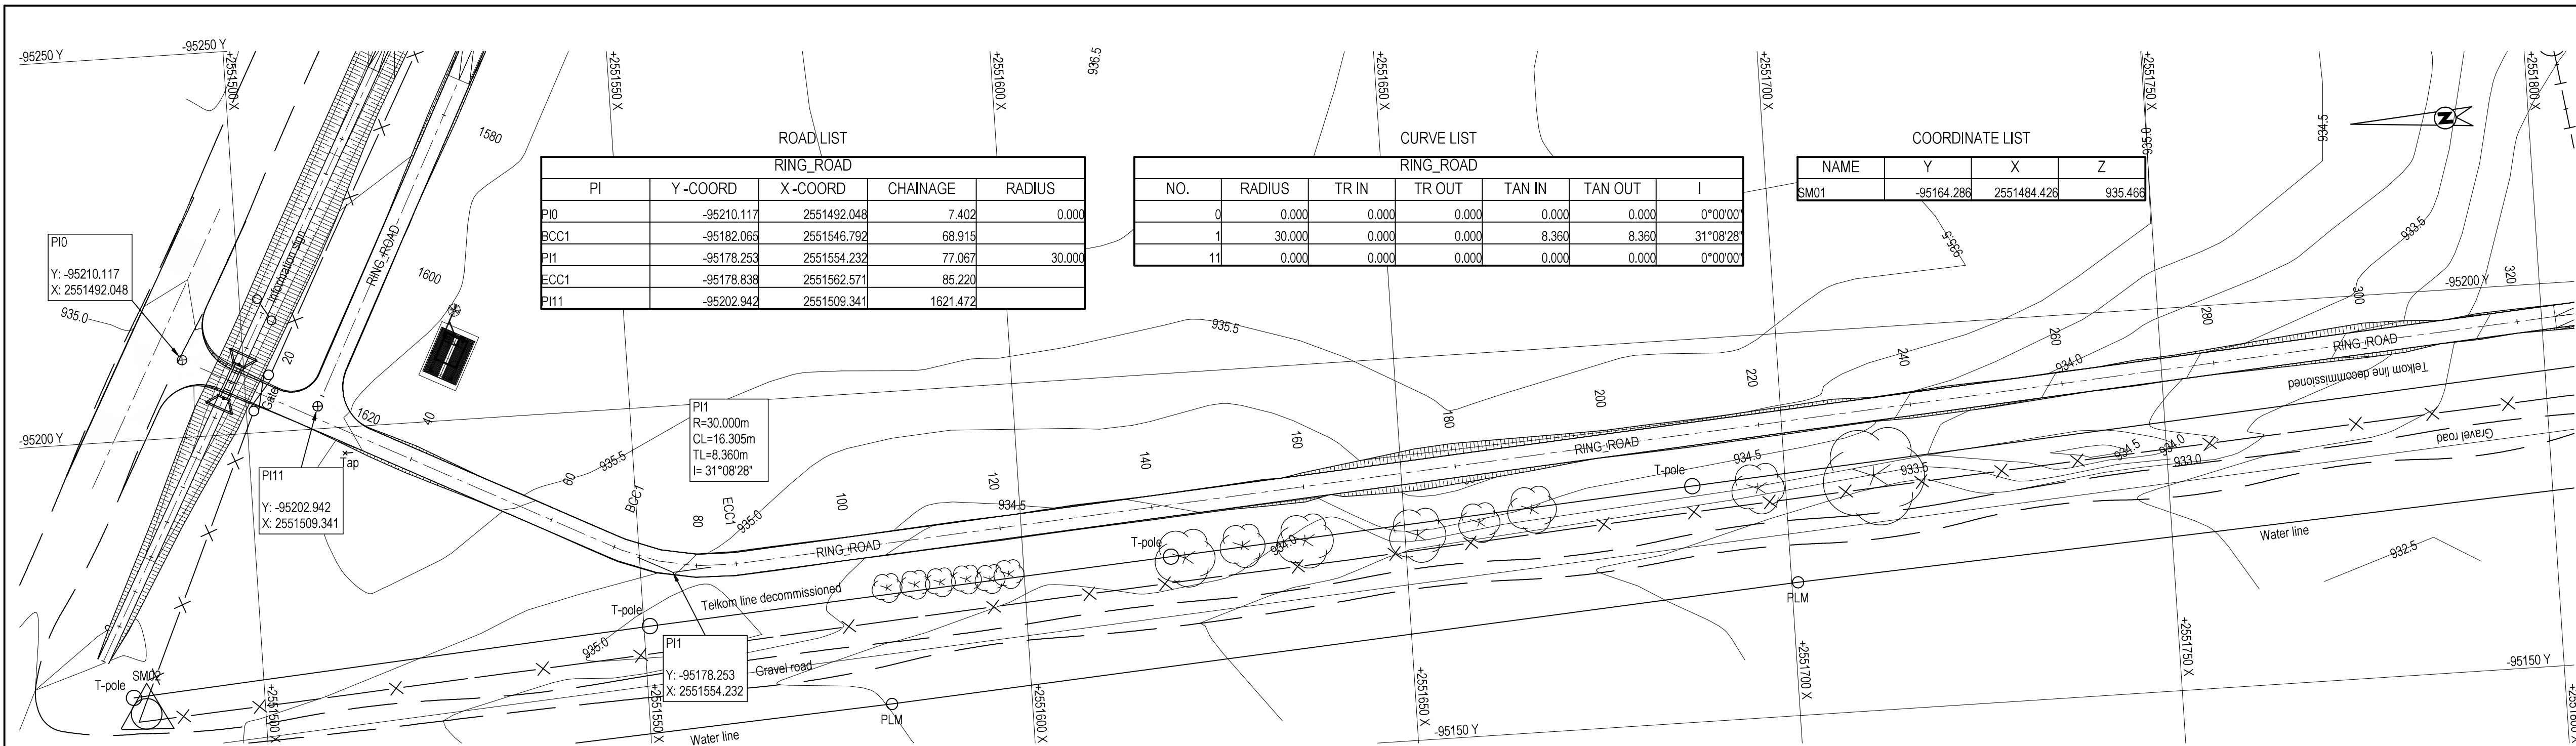 -95250 Y
-95250 Y
+2551500 X
+2551550 X
+2551600 X
936.5
+2551650 X
+2551700 X
+2551750 X
+2551800 X
1580
ROAD LIST
RING_ROAD
PI Y -COORD X -COORD CHAINAGE RADIUS
PI0 -95210.117 2551492.048 7.402 0.000
BCC1 -95182.065 2551546.792 68.915
PI1 -95178.253 2551554.232 77.067 30.000
ECC1 -95178.838 2551562.571 85.220
PI11 -95202.942 2551509.341 1621.472
CURVE LIST
RING_ROAD
NO. RADIUS TR IN TR OUT TAN IN TAN OUT I
0 0.000 0.000 0.000 0.000 0.000 0°00'00"
1 30.000 0.000 0.000 8.360 8.360 31°08'28"
11 0.000 0.000 0.000 0.000 0.000 0°00'00"
COORDINATE LIST
NAME Y X Z
SM01 -95164.286 2551484.426 935.466
Z
935.0
934.5
933.5
935.5
PI0
Y: -95210.117
X: 2551492.048
935.0
Information sign
RING_ROAD
1600
20
Gate
1620
40
Tap
-95200 Y
-95200 Y
PI11
Y: -95202.942
X: 2551509.341
60
935.5
BCC1
PI1
R=30.000m
CL=16.305m
TL=8.360m
I= 31°08'28"
ECC1
80
935.0
100
120
140
160
180
200
220
240
260
280
300
320
935.5
934.5
934.0
RING_ROAD
RING_ROAD
RING_ROAD
Telkom line decommissioned
Telkom line decommissioned
T-pole
T-pole
T-pole
T-pole
934.5
934.0
933.5
934.5
934.0
933.0
Gravel road
Gravel road
Water line
Water line
932.5
PLM
PLM
935.0
PI1
Y: -95178.253
X: 2551554.232
SM02
+2551500 X
+2551550 X
+2551600 X
+2551650 X
+2551700 X
+2551750 X
-95150 Y
-95150 Y